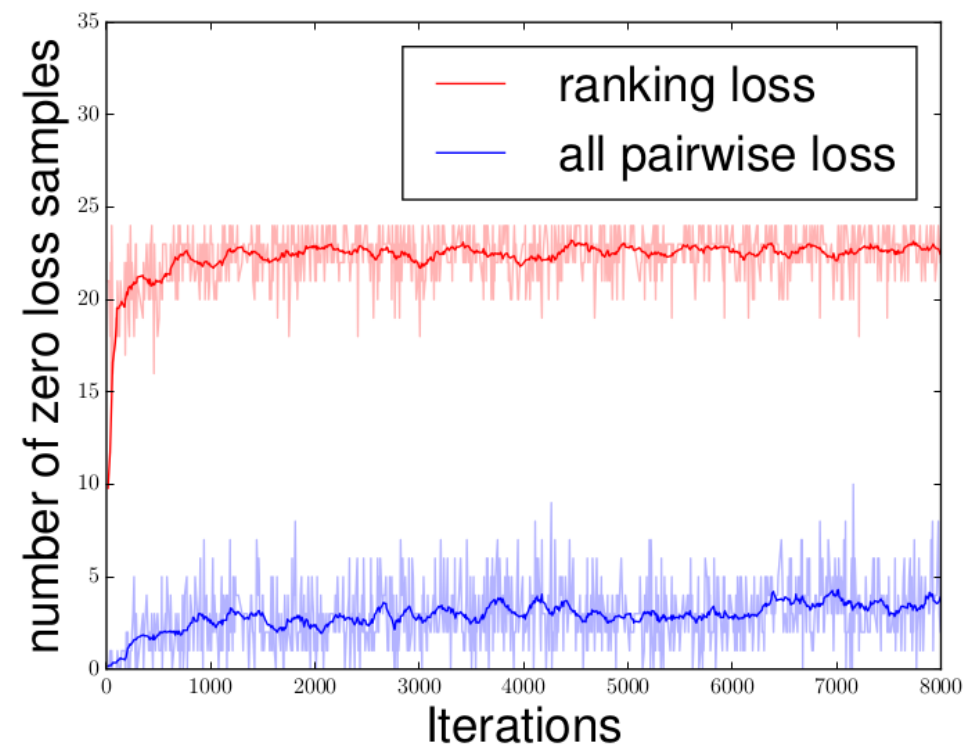 35
30
25
20
15
10
5
0
number of zero loss samples
ranking loss
all pairwise loss
0 1000 2000 3000 4000 5000 6000 7000 8000
Iterations